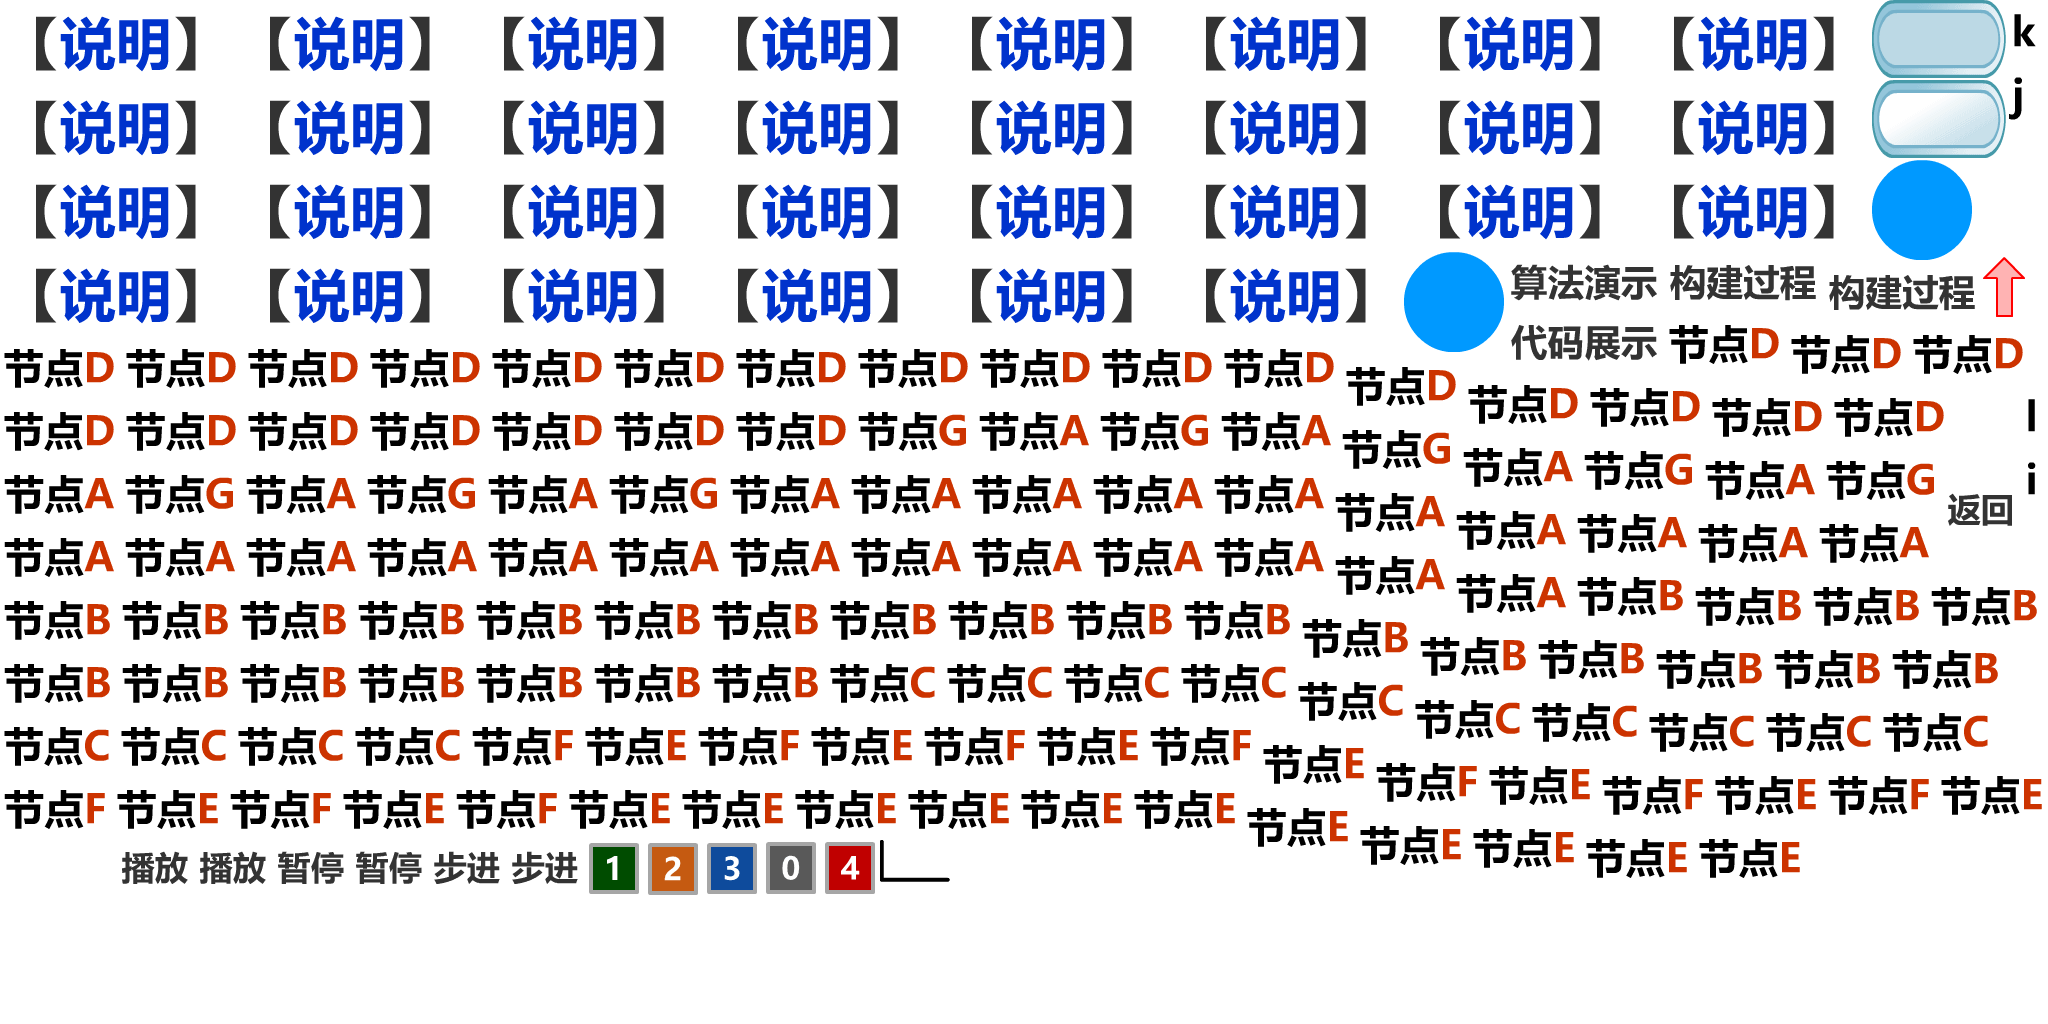 【说明】 【说明】 【说明】 【说明】 【说明】 【说明】 【说明】 【说明】 k
【说明】 【说明】 【说明】 【说明】 【说明】 【说明】 【说明】 【说明】 j
【说明】 【说明】 【说明】 【说明】 【说明】 【说明】 【说明】 【说明】
【说明】 【说明】 【说明】 【说明】 【说明】 【说明】 算法演示 构建过程 构建过程
代码展示 节点D 节点D 节点D
节点D 节点D 节点D 节点D 节点D 节点D 节点D 节点D 节点D 节点D 节点D 节点D 节点D 节点D 节点D 节点D l
节点D 节点D 节点D 节点D 节点D 节点D 节点D 节点G 节点A 节点G 节点A 节点G 节点A 节点G 节点A 节点G i
返回
节点A 节点G 节点A 节点G 节点A 节点G 节点A 节点A 节点A 节点A 节点A 节点A 节点A 节点A 节点A 节点A
节点A 节点A 节点A 节点A 节点A 节点A 节点A 节点A 节点A 节点A 节点A 节点A 节点A 节点B 节点B 节点B 节点B
节点B 节点B 节点B 节点B 节点B 节点B 节点B 节点B 节点B 节点B 节点B 节点B 节点B 节点B 节点B 节点B 节点B
节点B 节点B 节点B 节点B 节点B 节点B 节点B 节点C 节点C 节点C 节点C 节点C 节点C 节点C 节点C 节点C 节点C
节点C 节点C 节点C 节点C 节点F 节点E 节点F 节点E 节点F 节点E 节点F 节点E 节点F 节点E 节点F 节点E 节点F 节点E
节点F 节点E 节点F 节点E 节点F 节点E 节点E 节点E 节点E 节点E 节点E 节点E 节点E 节点E 节点E 节点E
播放 播放 暂停 暂停 步进 步进 1 2 3 0 4